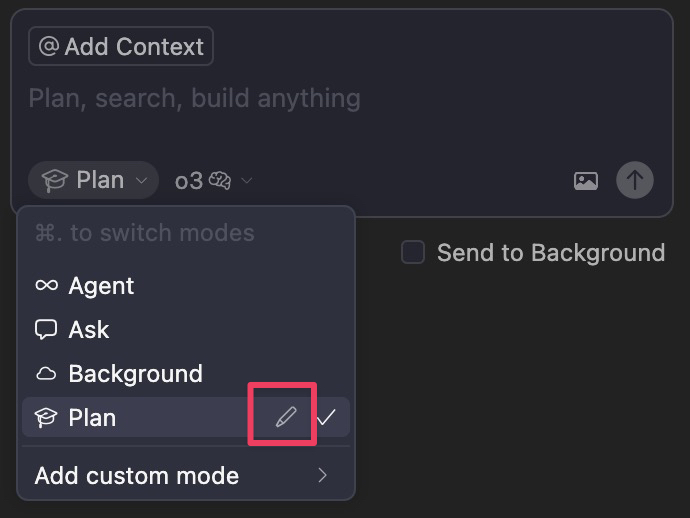 @ Add Context
Plan, search, build anything
Plan
o3
⌘. to switch modes
Send to Background
Agent
Ask
Background
Plan
Add custom mode